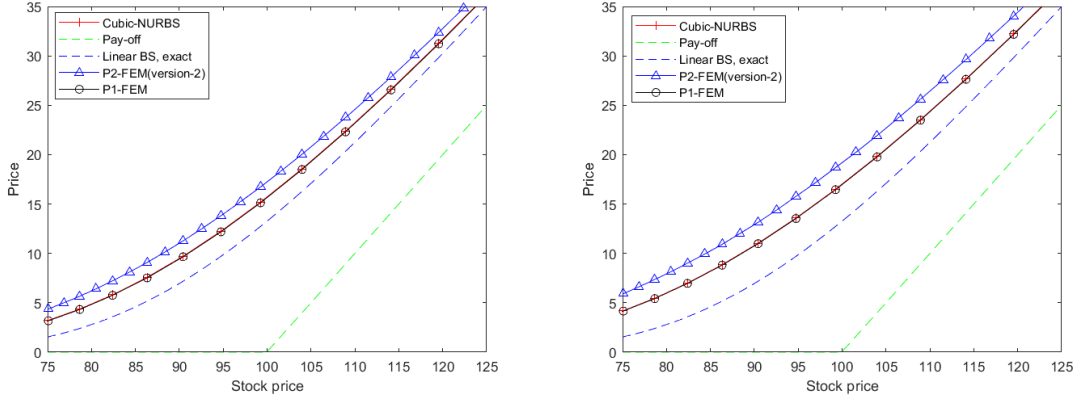 35
30
25
20
15
10
5
0
Price
Cubic-NURBS
Pay-off
Linear BS, exact
P2-FEM(version-2)
P1-FEM
75 80 85 90 95 100 105 110 115 120 125
Stock price
35
30
25
20
15
10
5
0
Price
Cubic-NURBS
Pay-off
Linear BS, exact
P2-FEM(version-2)
P1-FEM
75 80 85 90 95 100 105 110 115 120 125
Stock price